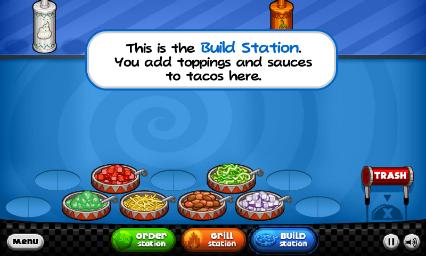 This is the Build Station.
You add toppings and sauces
to tacos here.
TRASH
X
Menu
ORDER
station
GRILL
station
BUILD
station